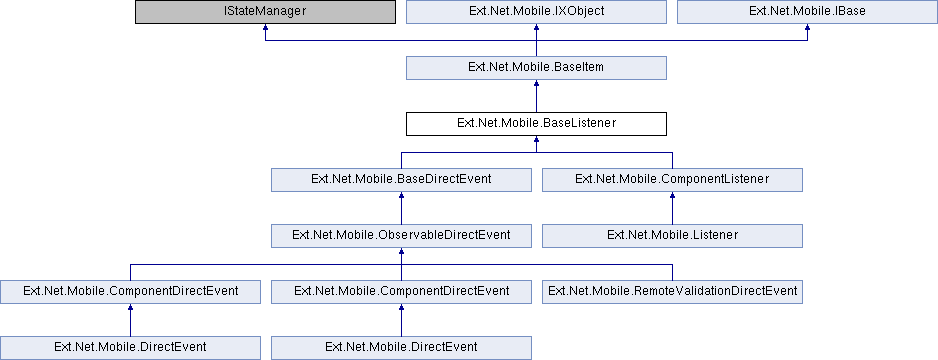 IStateManager
Ext.Net.Mobile.IXObject
Ext.Net.Mobile.IBase
Ext.Net.Mobile.BaseItem
Ext.Net.Mobile.BaseListener
Ext.Net.Mobile.BaseDirectEvent
Ext.Net.Mobile.ComponentListener
Ext.Net.Mobile.ObservableDirectEvent
Ext.Net.Mobile.Listener
Ext.Net.Mobile.ComponentDirectEvent
Ext.Net.Mobile.ComponentDirectEvent
Ext.Net.Mobile.RemoteValidationDirectEvent
Ext.Net.Mobile.DirectEvent
Ext.Net.Mobile.DirectEvent